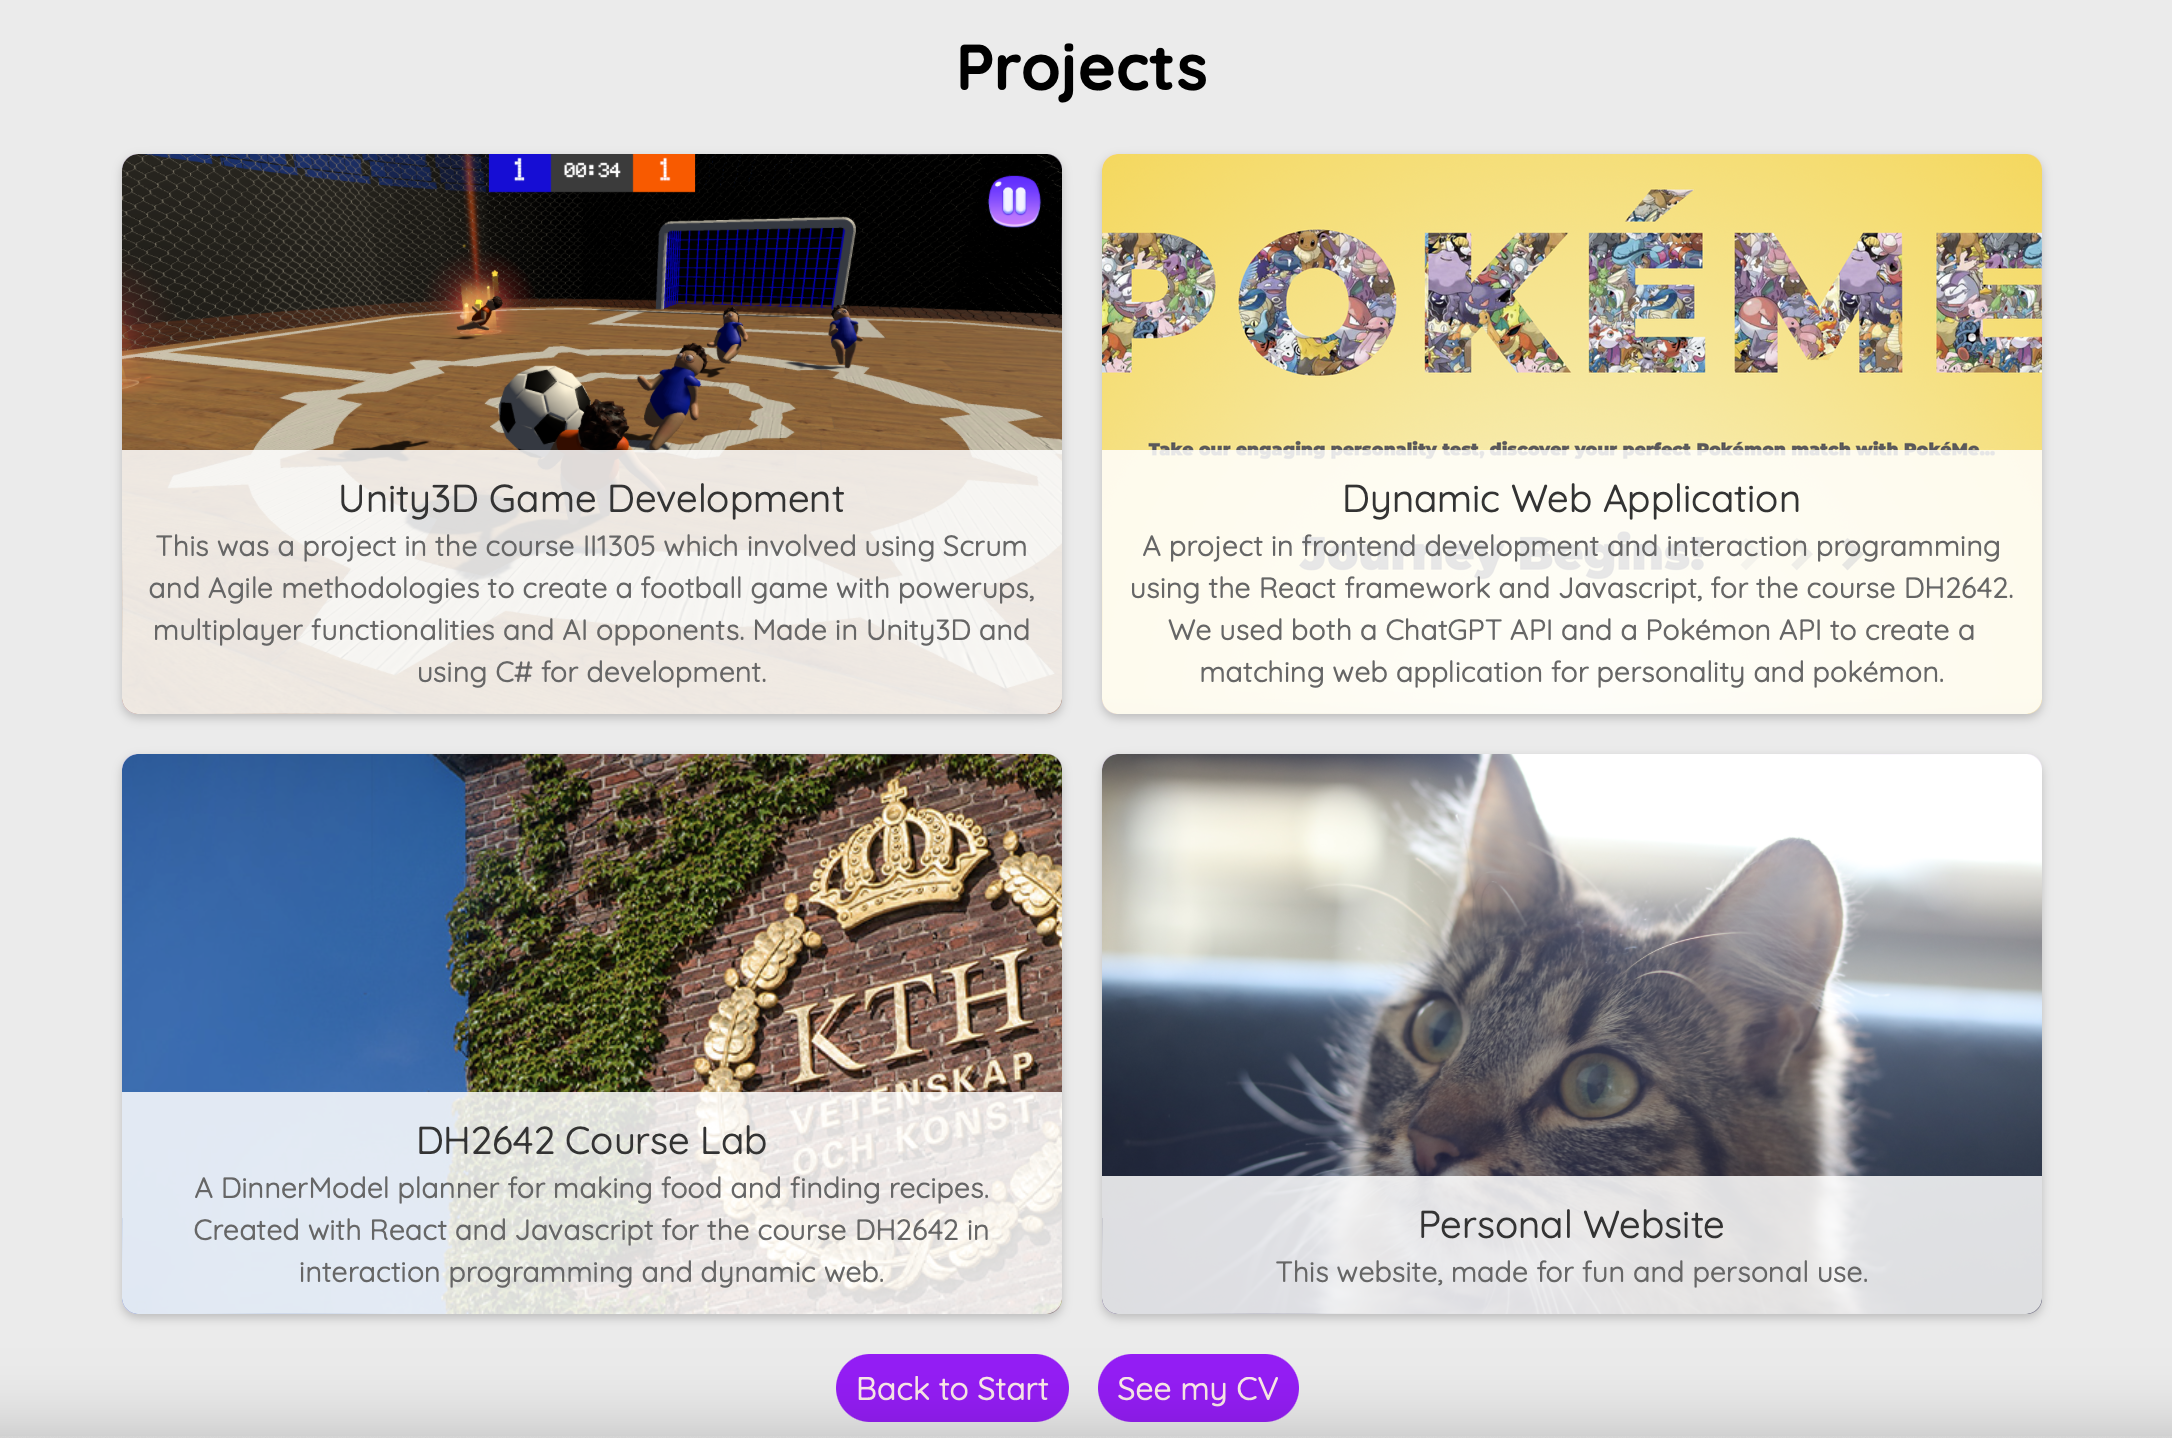 Projects
1 00:34 1
POKÉME
Take our engaging personality test, discover your perfect Pokémon match with PokéMe...
Unity3D Game Development
This was a project in the course II1305 which involved using Scrum
and Agile methodologies to create a football game with powerups,
multiplayer functionalities and AI opponents. Made in Unity3D and
using C# for development.
Dynamic Web Application
Journey Begins!
A project in frontend development and interaction programming
using the React framework and Javascript, for the course DH2642.
We used both a ChatGPT API and a Pokémon API to create a
matching web application for personality and pokémon.
KTH
VETENSKAP
OCH KONST
DH2642 Course Lab
A DinnerModel planner for making food and finding recipes.
Created with React and Javascript for the course DH2642 in
interaction programming and dynamic web.
Personal Website
This website, made for fun and personal use.
Back to Start
See my CV